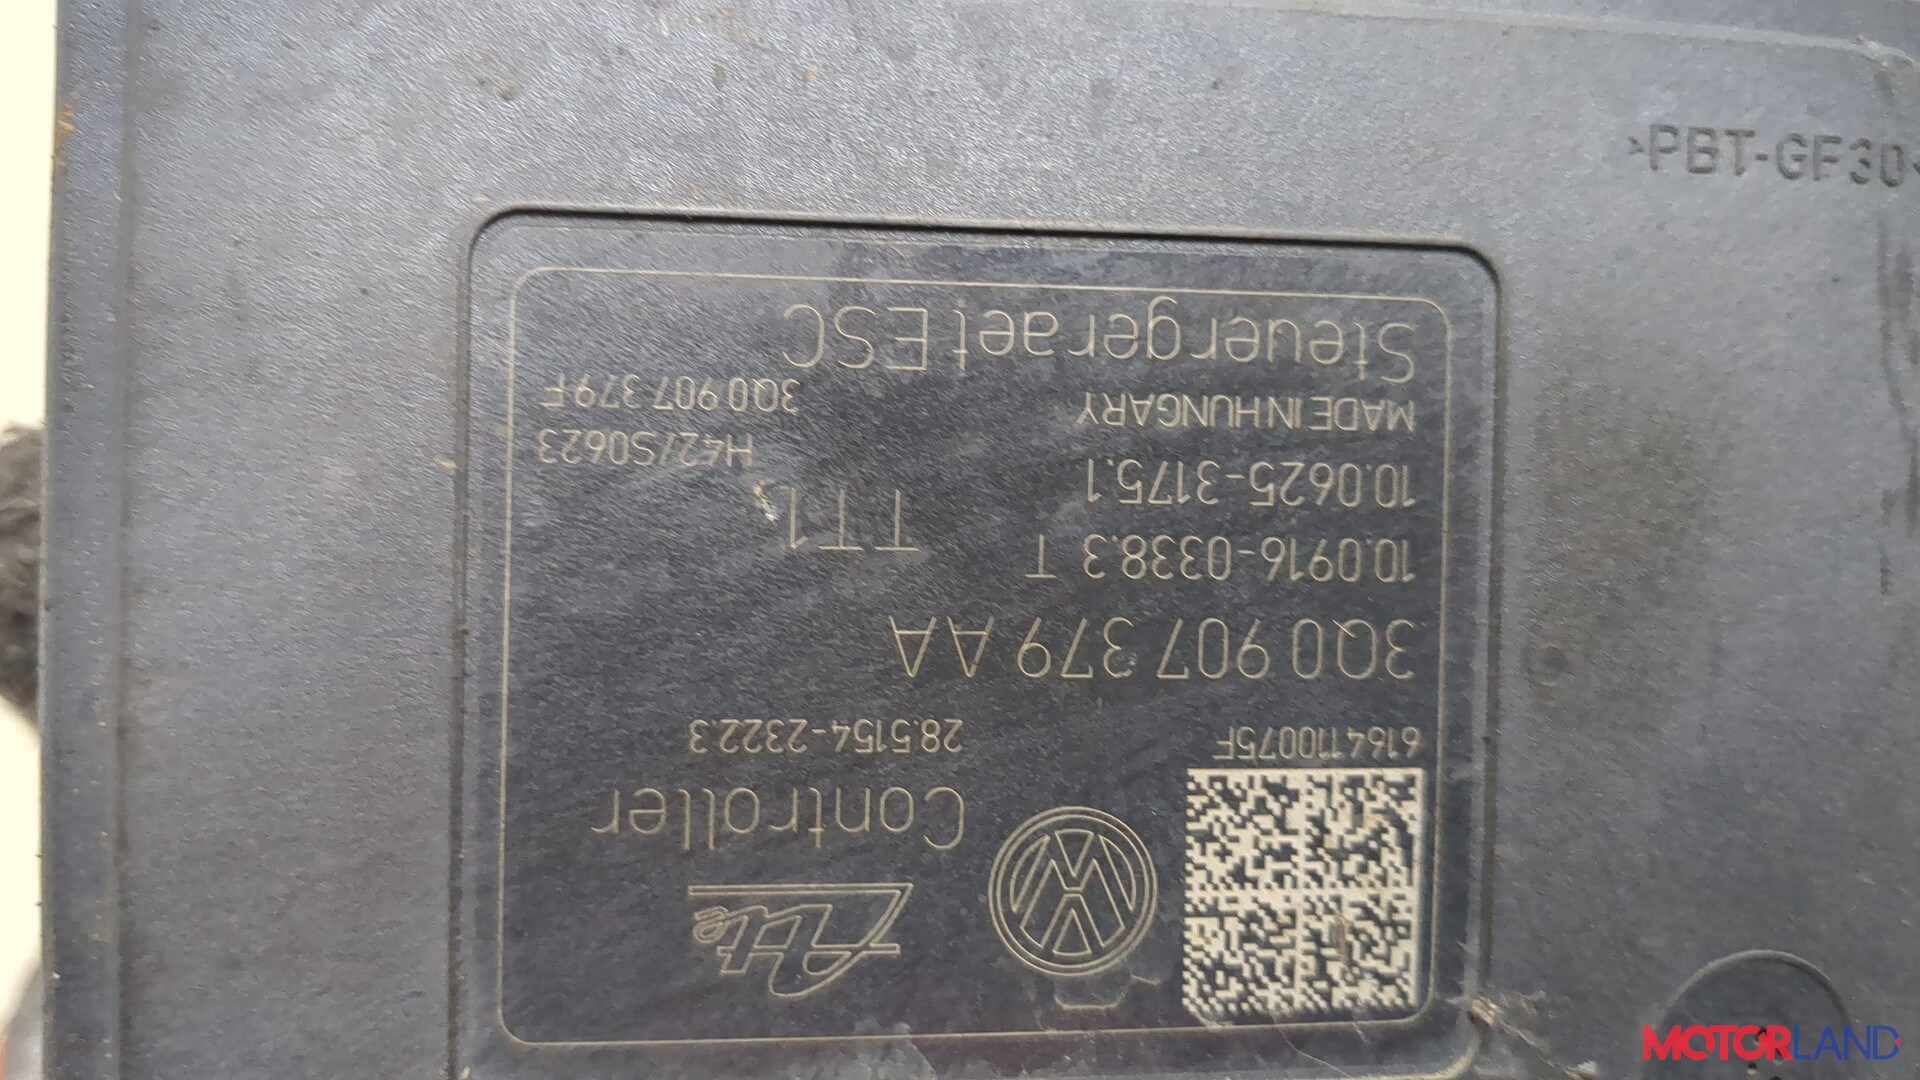 >PBT-GF30<
Ate
Controller
6164110075F
28.5154-2322.3
3Q0 907 379 AA
10.0916-0338.3 T
TT1
10.0625-3175.1
H42/S0623
MADE IN HUNGARY
3Q0 907 379 F
Steuergeraet ESC
MOTORLAND